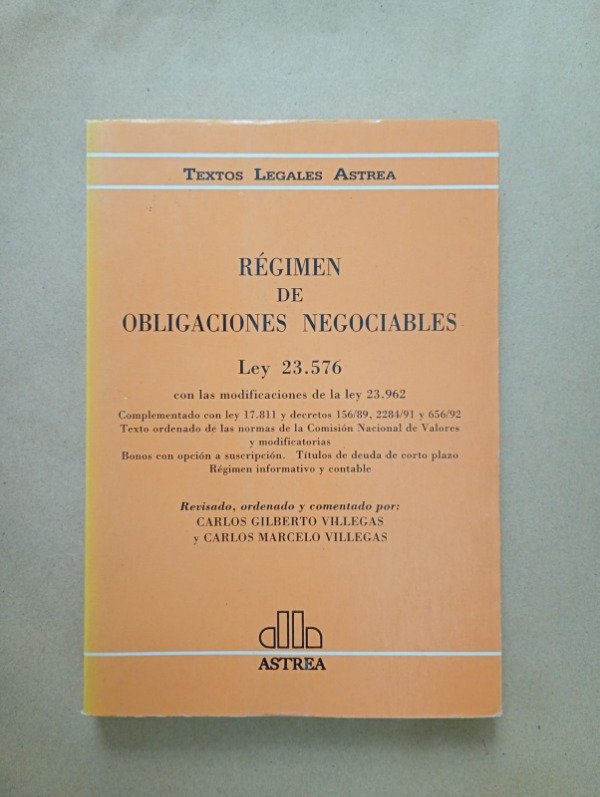 TEXTOS LEGALES ASTREA
RÉGIMEN
DE
OBLIGACIONES NEGOCIABLES
Ley 23.576
con las modificaciones de la ley 23.962
Complementado con ley 17.811 y decretos 156/89, 2284/91 y 656/92
Texto ordenado de las normas de la Comisión Nacional de Valores
y modificatorias
Bonos con opción a suscripción. Títulos de deuda de corto plazo
Régimen informativo y contable
Revisado, ordenado y comentado por:
CARLOS GILBERTO VILLEGAS
y CARLOS MARCELO VILLEGAS
ASTREA